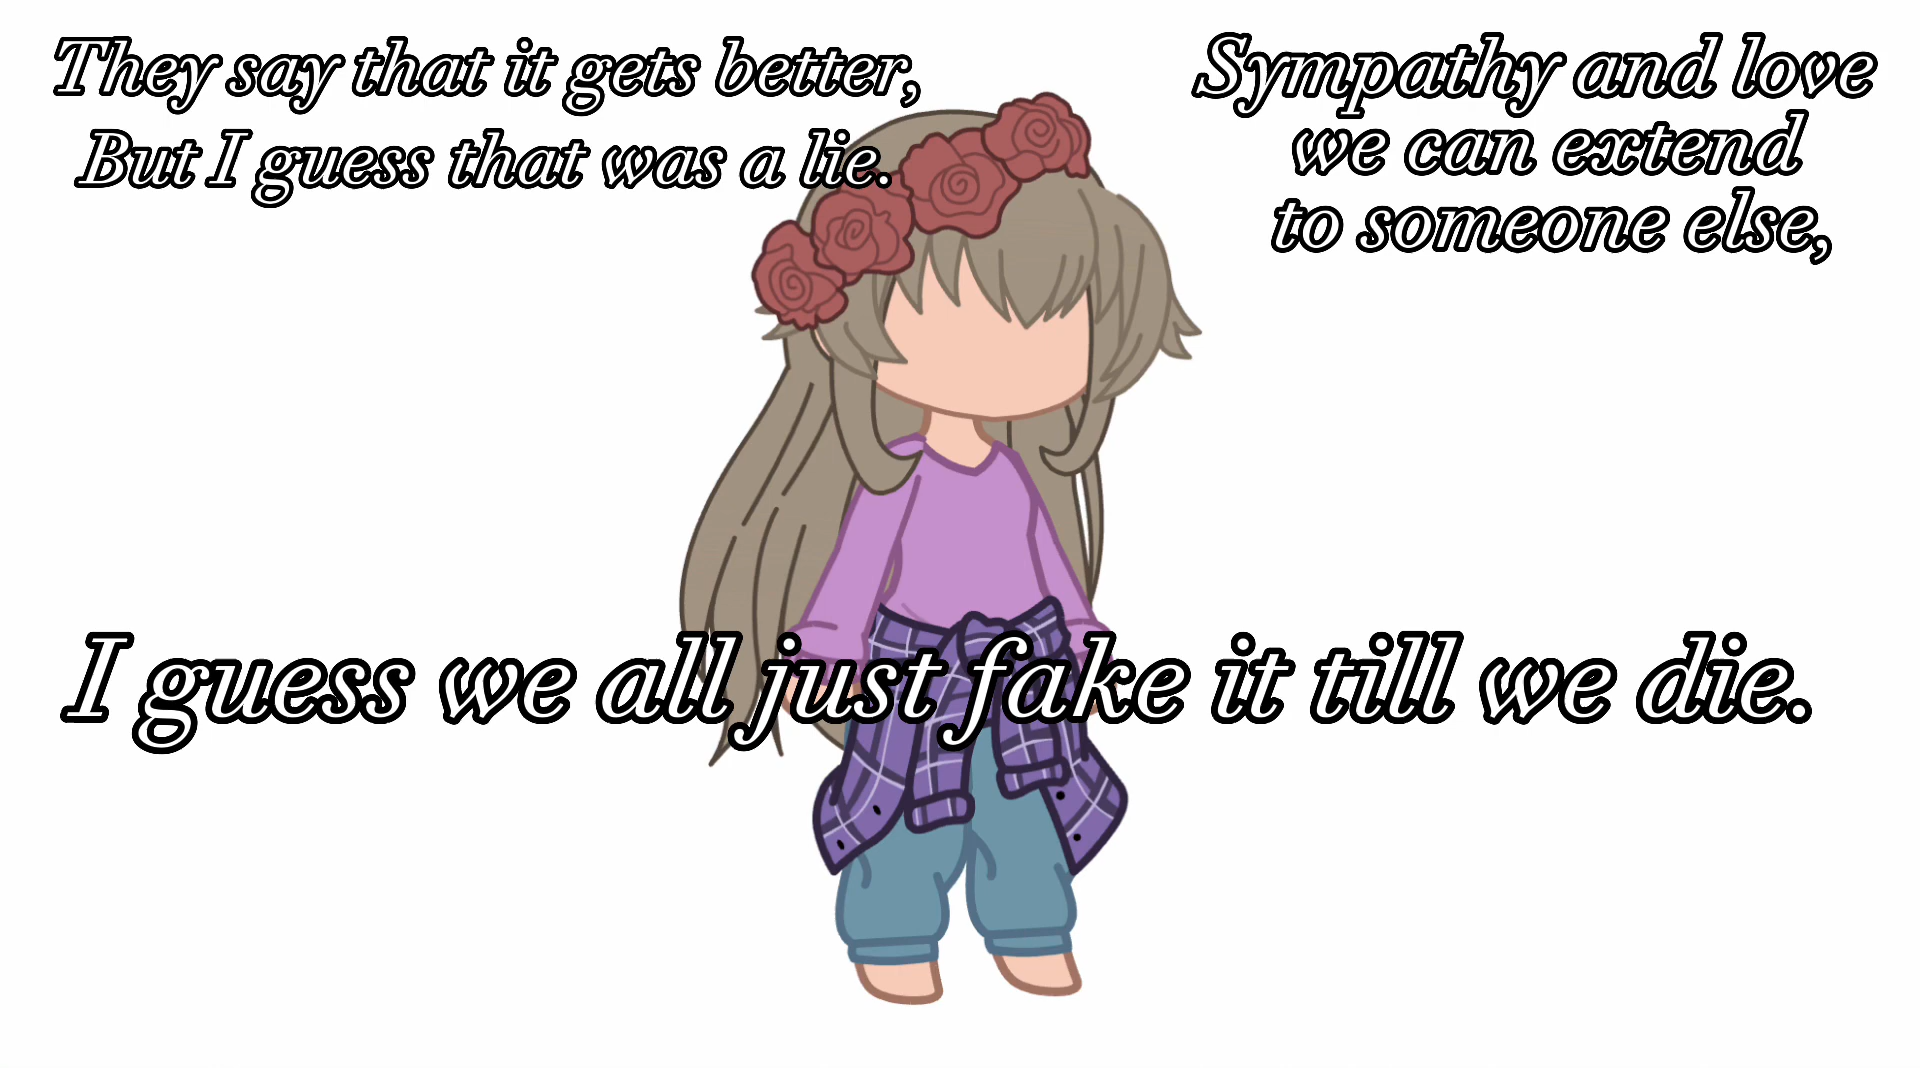 They say that it gets better,
But I guess that was a lie.
Sympathy and love
we can extend
to someone else,
I guess we all just fake it till we die.